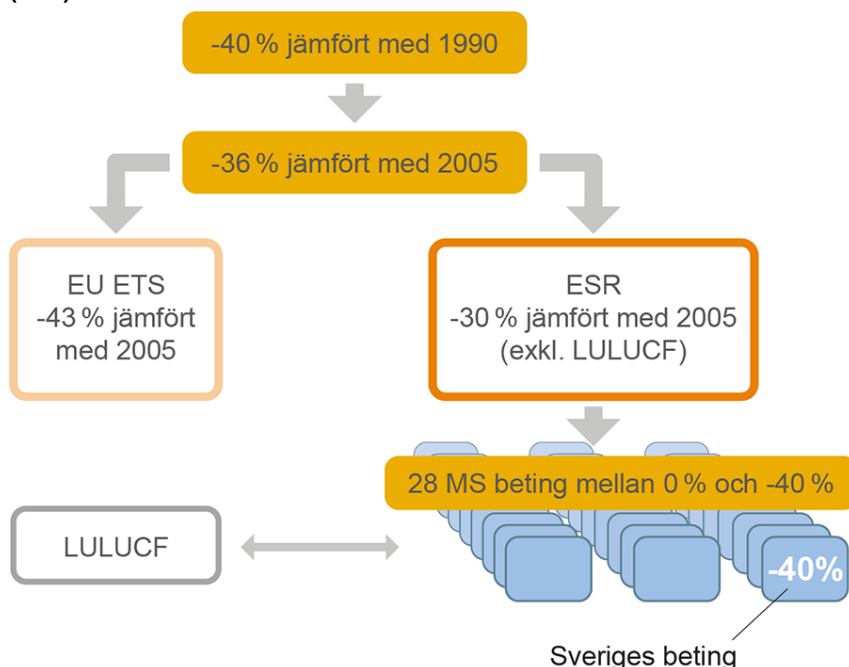 -40 % jämfört med 1990
-36 % jämfört med 2005
EU ETS
-43 % jämfört
med 2005
ESR
-30 % jämfört med 2005
(exkl. LULUCF)
28 MS beting mellan 0 % och -40 %
LULUCF
-40%
Sveriges beting